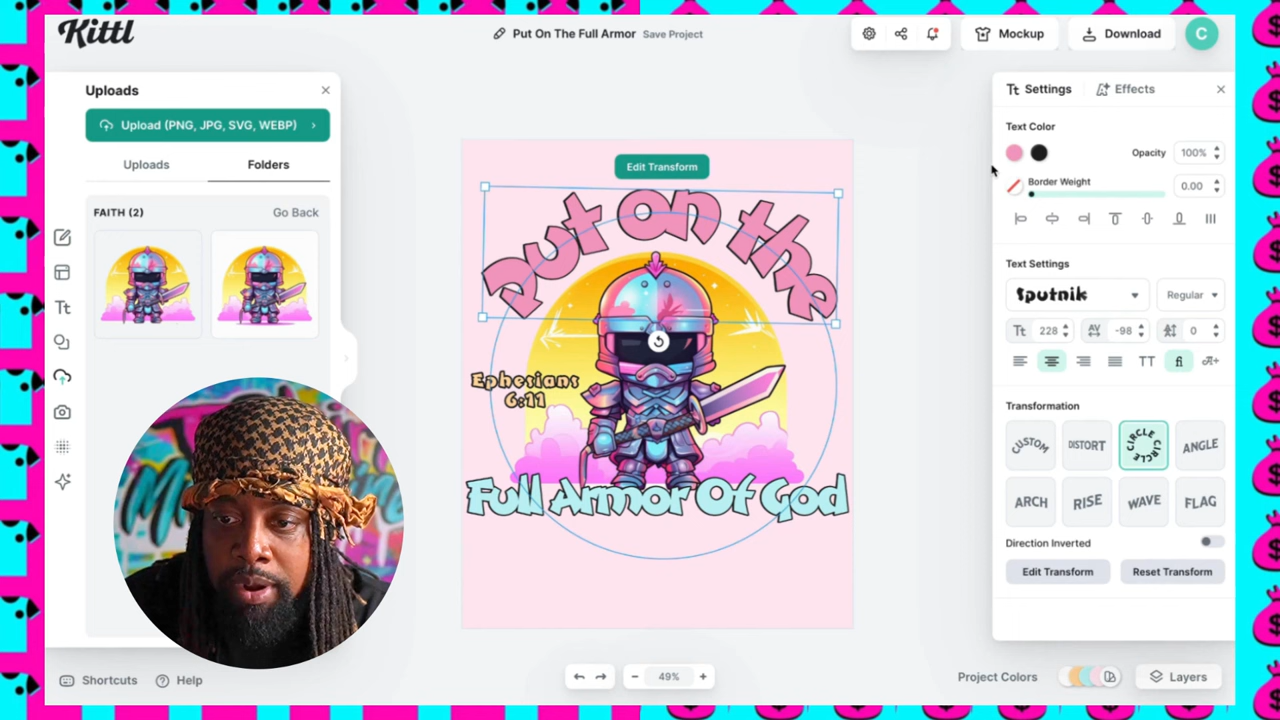 Kittl
Put On The Full Armor Save Project
Mockup
Download
C
Uploads
Upload (PNG, JPG, SVG, WEBP)
Uploads
Folders
FAITH (2)
Go Back
Edit Transform
put on the
Ephesians
6:11
Full Armor Of God
Settings
Effects
Text Color
Opacity
100%
Border Weight
0.00
Text Settings
Sputnik
Regular
228
-98
0
Transformation
CUSTOM
DISTORT
CIRCLE CIRCLE
ANGLE
ARCH
RISE
WAVE
FLAG
Direction Inverted
Edit Transform
Reset Transform
Shortcuts
Help
49%
Project Colors
Layers